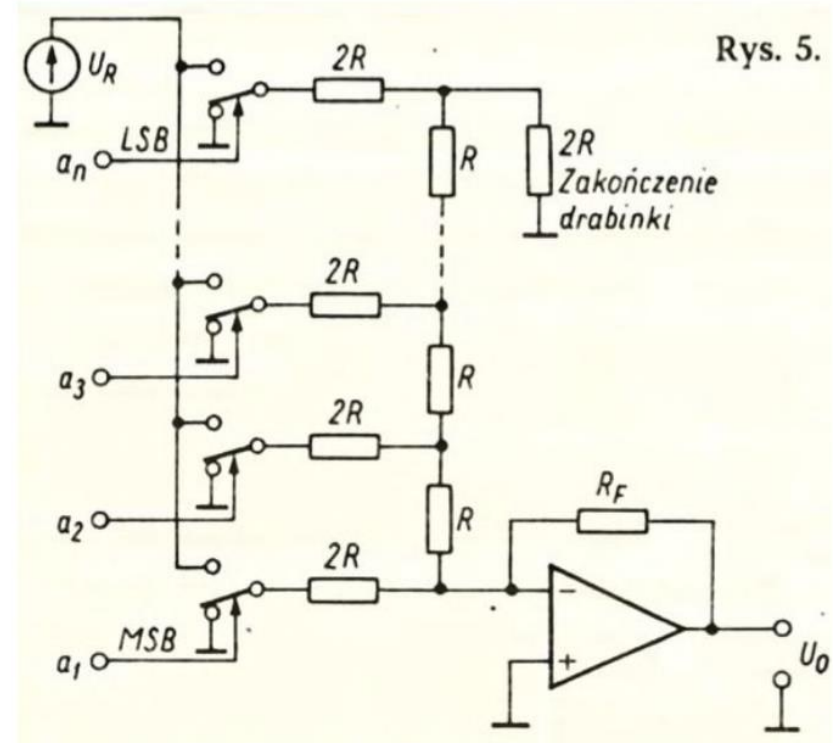 Rys. 5.
U_R
2R
LSB
a_n
R
2R
Zakończenie
drabinki
2R
a_3
R
2R
a_2
R
R_F
2R
MSB
a_1
−
+
U_0